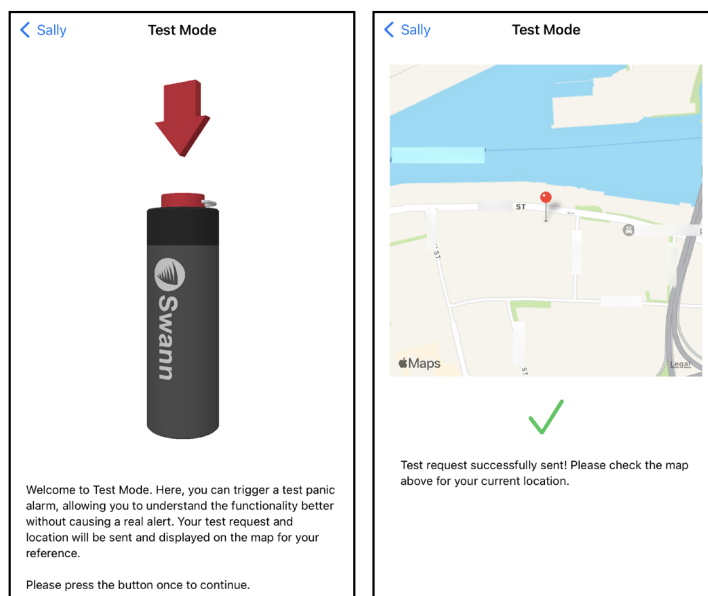 Sally
Test Mode
Swann
Welcome to Test Mode. Here, you can trigger a test panic
alarm, allowing you to understand the functionality better
without causing a real alert. Your test request and
location will be sent and displayed on the map for your
reference.
Please press the button once to continue.
Sally
Test Mode
ST
ST
ST
Maps
Legal
Test request successfully sent! Please check the map
above for your current location.